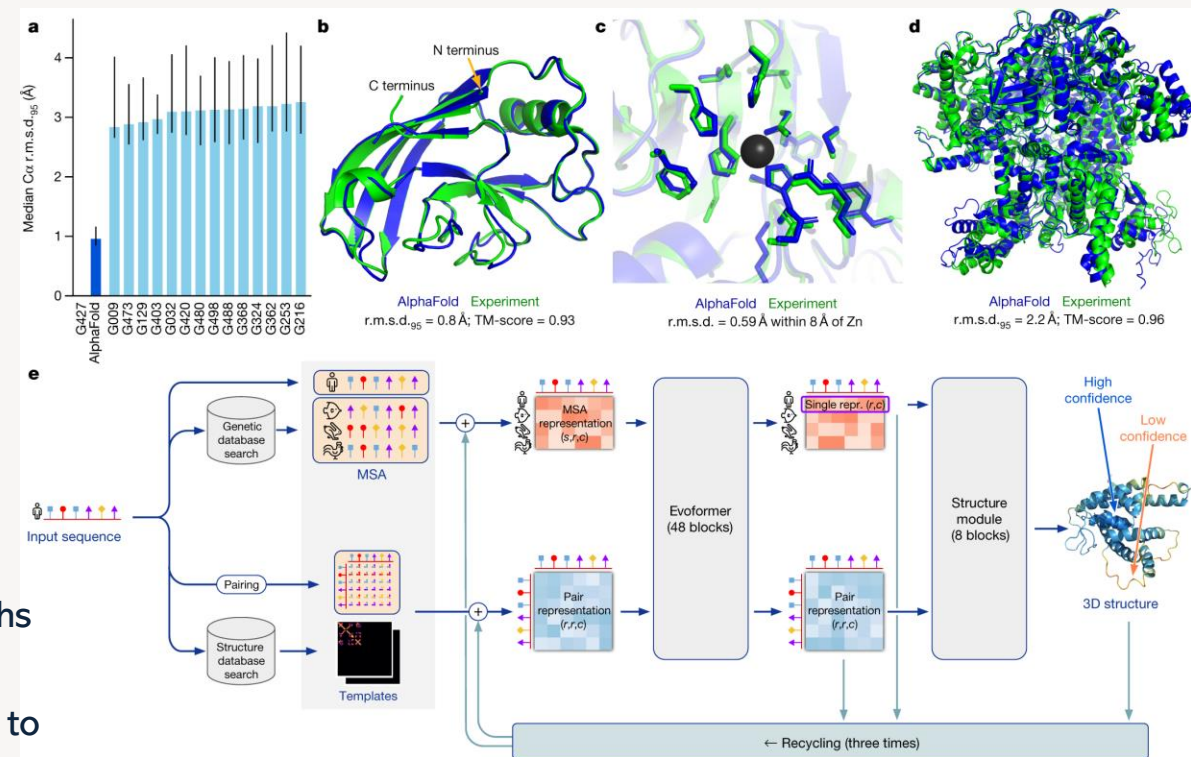 a
Median Cα r.m.s.d.95 (Å)
4
3
2
1
0
G427
AlphaFold
G009
G473
G129
G403
G032
G420
G480
G498
G488
G368
G324
G362
G253
G216
b
N terminus
C terminus
AlphaFold Experiment
r.m.s.d.95 = 0.8 Å; TM-score = 0.93
c
AlphaFold Experiment
r.m.s.d. = 0.59 Å within 8 Å of Zn
d
AlphaFold Experiment
r.m.s.d.95 = 2.2 Å; TM-score = 0.96
e
Input sequence
Genetic
database
search
Pairing
Structure
database
search
MSA
Templates
+
+
MSA
representation
(s,r,c)
Pair
representation
(r,r,c)
Evoformer
(48 blocks)
Single repr. (r,c)
Pair
representation
(r,r,c)
Structure
module
(8 blocks)
High
confidence
Low
confidence
3D structure
← Recycling (three times)
hs
to